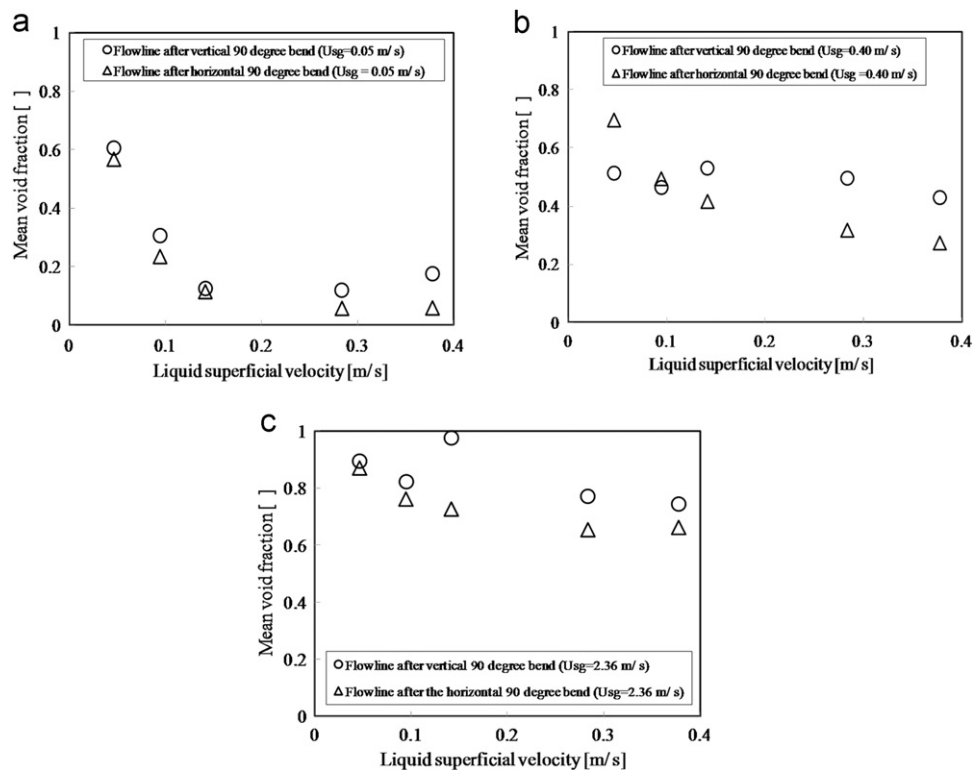 a
1
0.8
0.6
0.4
0.2
0
Mean void fraction [ ]
Flowline after vertical 90 degree bend (Usg=0.05 m/ s)
Flowline after horizontal 90 degree bend (Usg = 0.05 m/ s)
0 0.1 0.2 0.3 0.4
Liquid superficial velocity [m/ s]
b
1
0.8
0.6
0.4
0.2
0
Mean void fraction [ ]
Flowline after vertical 90 degree bend (Usg=0.40 m/ s)
Flowline after horizontal 90 degree bend (Usg =0.40 m/ s)
0 0.1 0.2 0.3 0.4
Liquid superficial velocity [m/ s]
c
1
0.8
0.6
0.4
0.2
0
Mean void fraction [ ]
Flowline after vertical 90 degree bend (Usg=2.36 m/ s)
Flowline after the horizontal 90 degree bend (Usg=2.36 m/ s)
0 0.1 0.2 0.3 0.4
Liquid superficial velocity [m/ s]